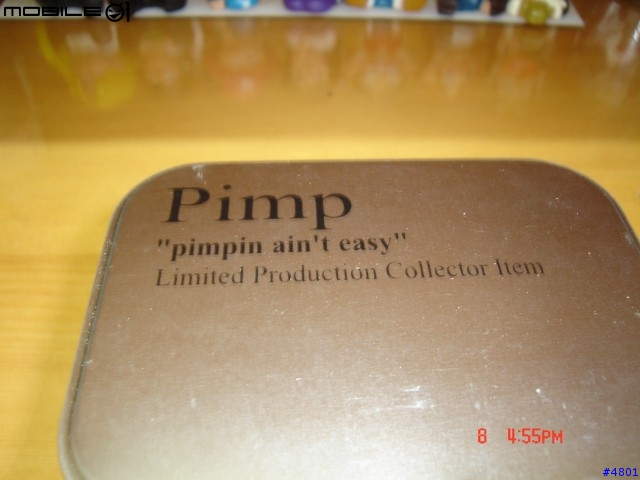 MOBILE01
Pimp
"pimpin ain't easy"
Limited Production Collector Item
8 4:55PM
#4801